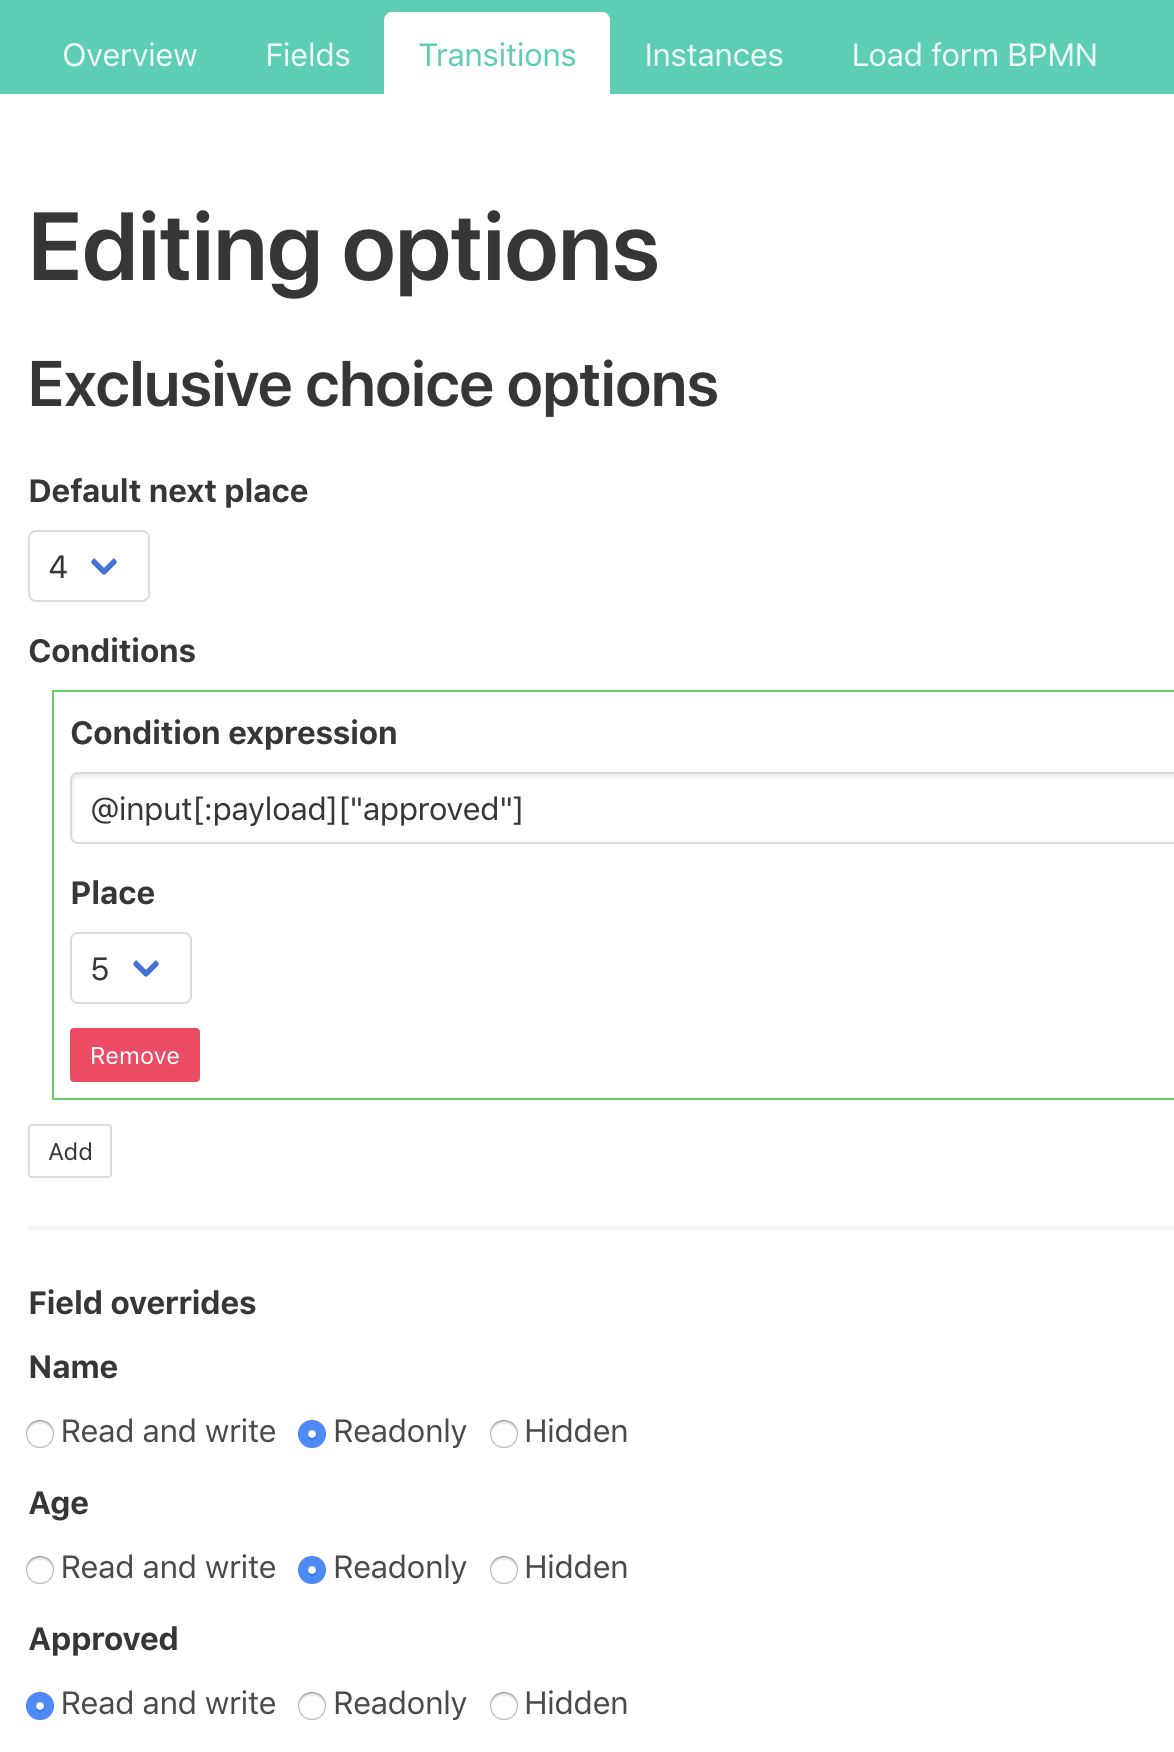 Overview Fields Transitions Instances Load form BPMN
Editing options
Exclusive choice options
Default next place
4
Conditions
Condition expression
@input[:payload]["approved"]
Place
5
Remove
Add
Field overrides
Name
Read and write Readonly Hidden
Age
Read and write Readonly Hidden
Approved
Read and write Readonly Hidden